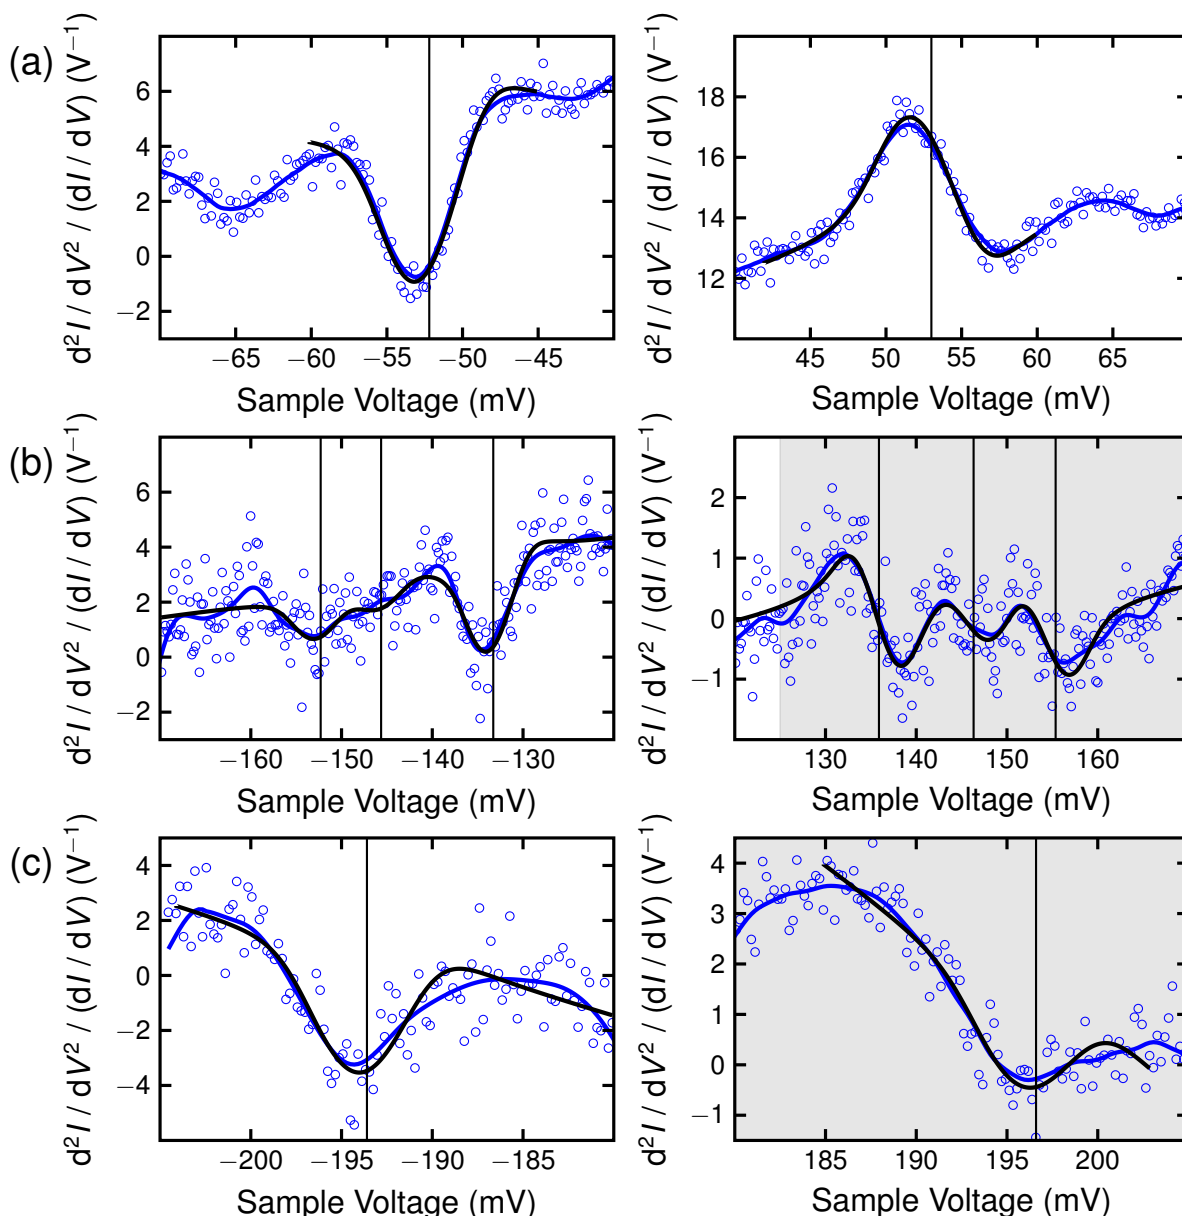 (a)
d²I / dV² / (dI / dV) (V⁻¹)
6
4
2
0
−2
−65 −60 −55 −50 −45
Sample Voltage (mV)
d²I / dV² / (dI / dV) (V⁻¹)
18
16
14
12
45 50 55 60 65
Sample Voltage (mV)
(b)
d²I / dV² / (dI / dV) (V⁻¹)
6
4
2
0
−2
−160 −150 −140 −130
Sample Voltage (mV)
d²I / dV² / (dI / dV) (V⁻¹)
2
1
0
−1
130 140 150 160
Sample Voltage (mV)
(c)
d²I / dV² / (dI / dV) (V⁻¹)
4
2
0
−2
−4
−200 −195 −190 −185
Sample Voltage (mV)
d²I / dV² / (dI / dV) (V⁻¹)
4
3
2
1
0
−1
185 190 195 200
Sample Voltage (mV)